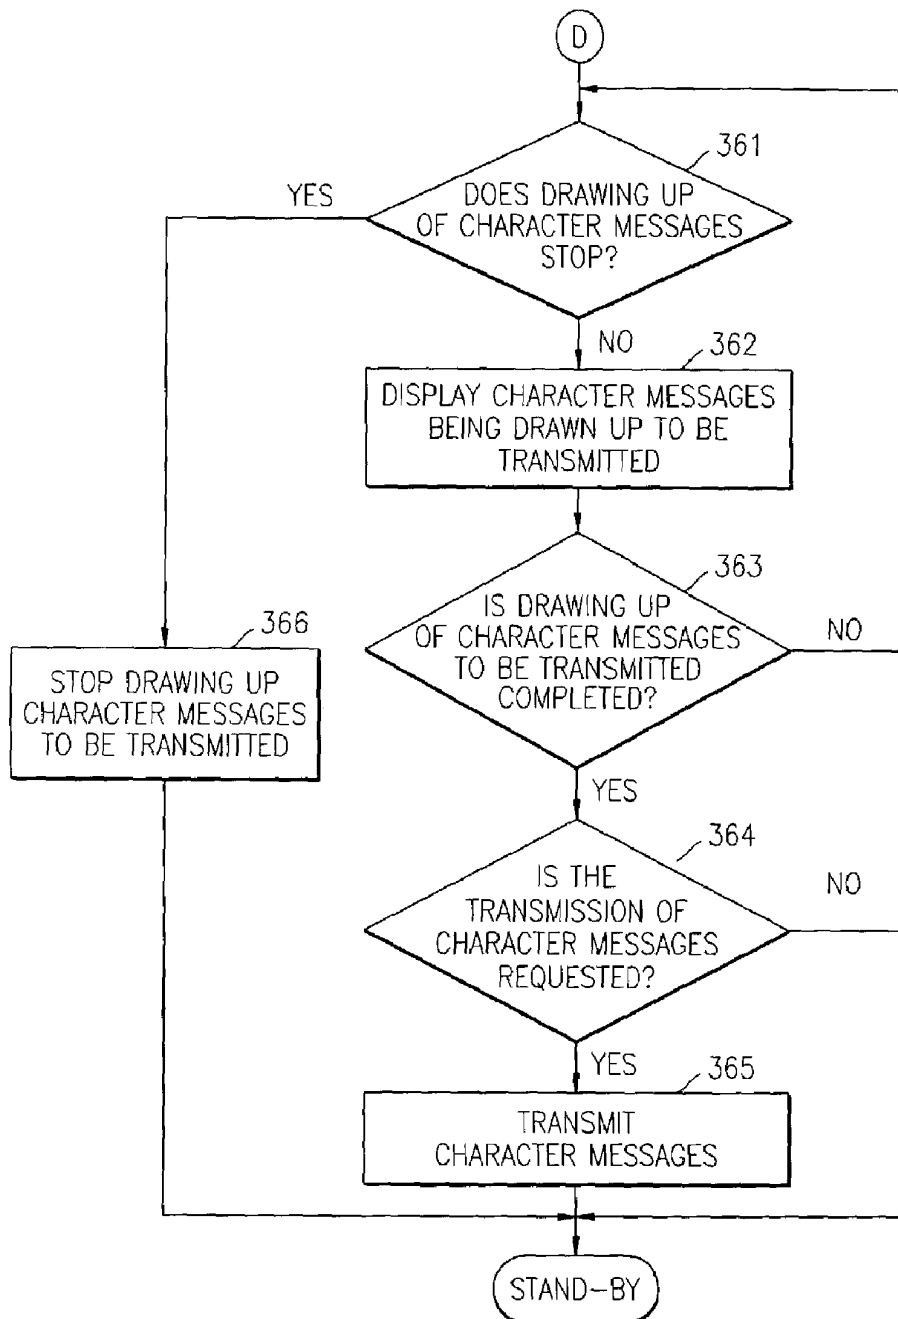 D
361
YES
DOES DRAWING UP
OF CHARACTER MESSAGES
STOP?
NO
362
DISPLAY CHARACTER MESSAGES
BEING DRAWN UP TO BE
TRANSMITTED
363
IS DRAWING UP
OF CHARACTER MESSAGES
TO BE TRANSMITTED
COMPLETED?
NO
366
STOP DRAWING UP
CHARACTER MESSAGES
TO BE TRANSMITTED
YES
364
IS THE
TRANSMISSION OF
CHARACTER MESSAGES
REQUESTED?
NO
YES
365
TRANSMIT
CHARACTER MESSAGES
STAND-BY